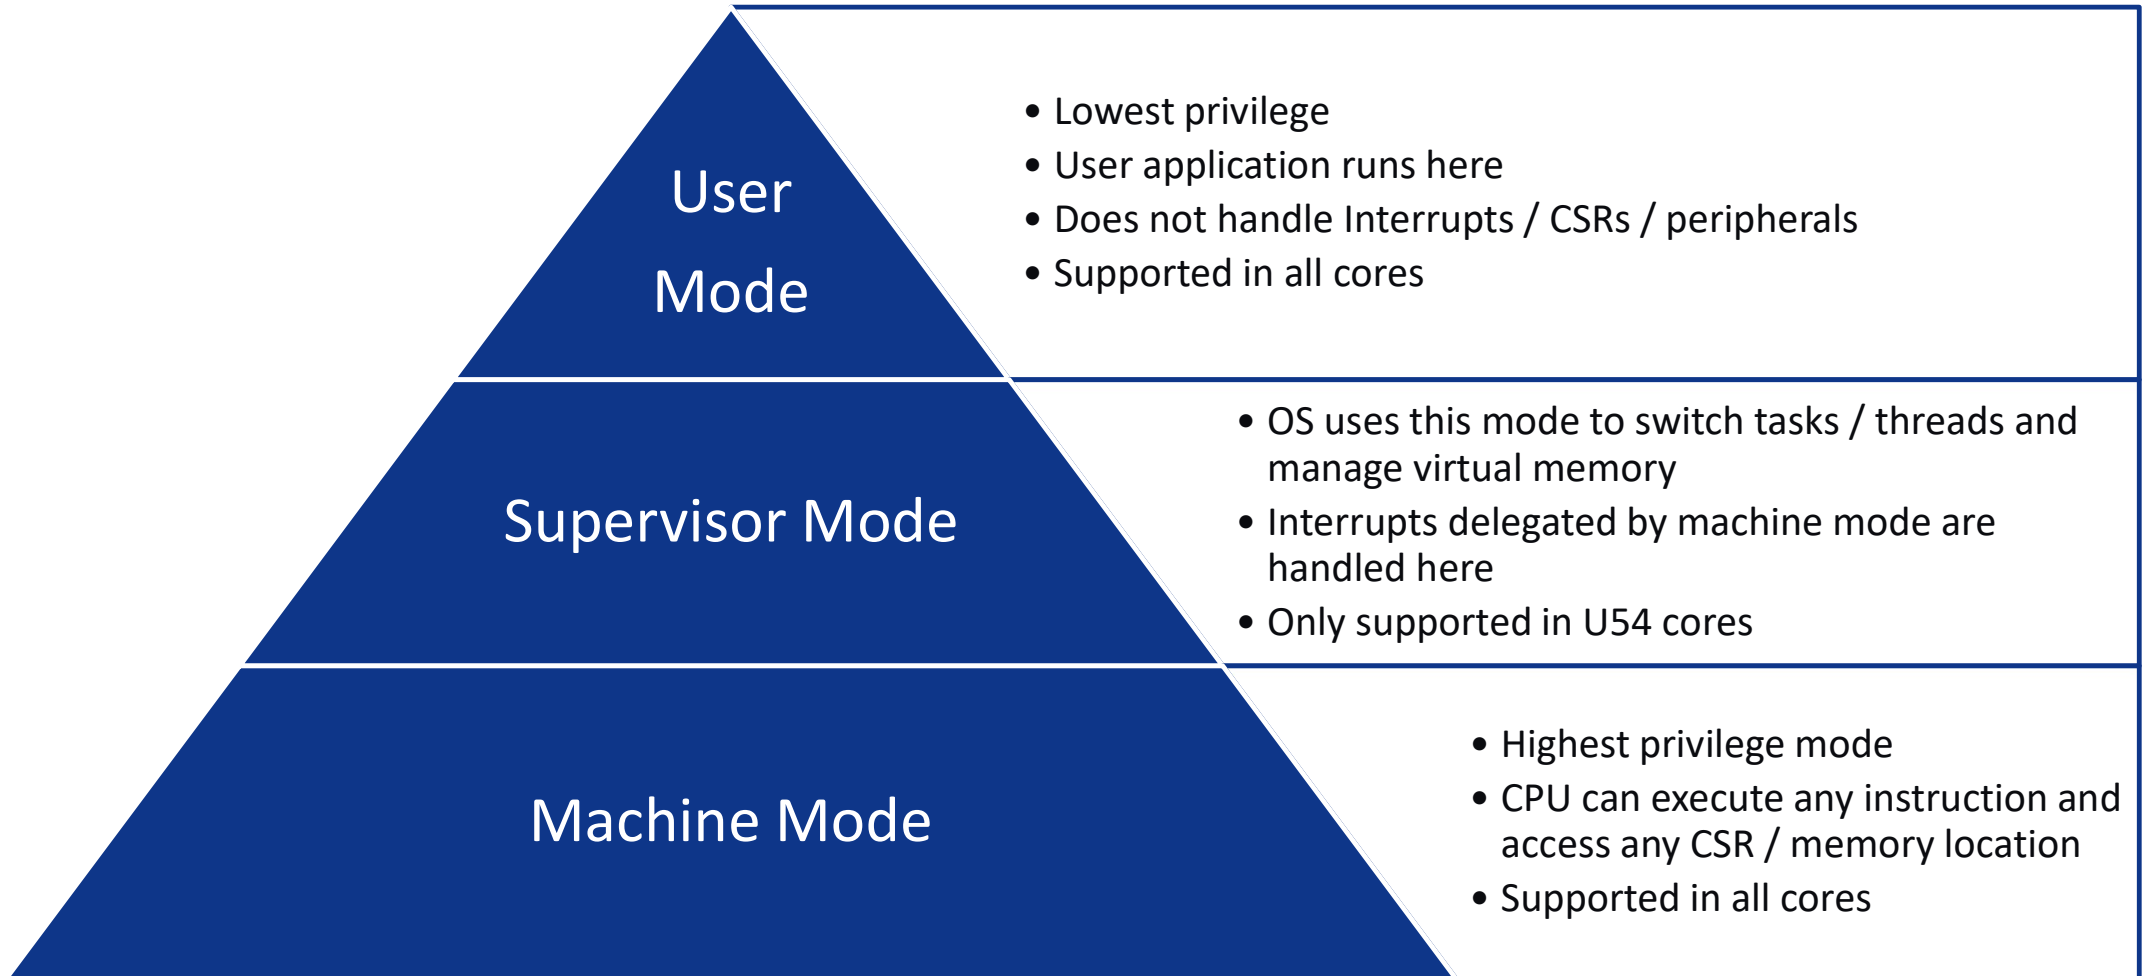 User
Mode
• Lowest privilege
• User application runs here
• Does not handle Interrupts / CSRs / peripherals
• Supported in all cores
Supervisor Mode
• OS uses this mode to switch tasks / threads and
manage virtual memory
• Interrupts delegated by machine mode are
handled here
• Only supported in U54 cores
Machine Mode
• Highest privilege mode
• CPU can execute any instruction and
access any CSR / memory location
• Supported in all cores